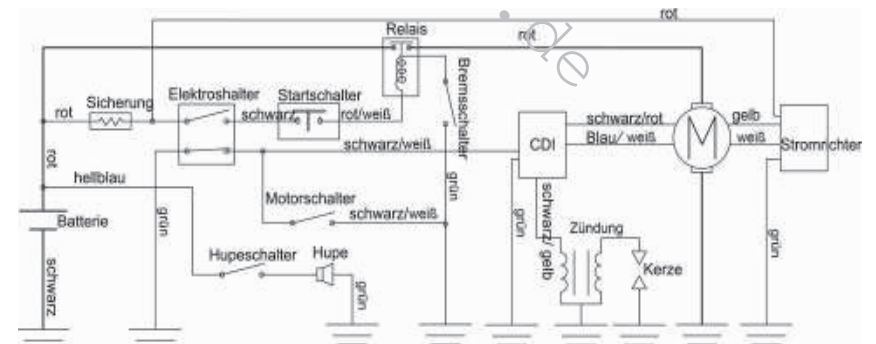 rot
Relais
rot
de
Sicherung
Elektroshalter
Startschalter
Bremsschalter
rot
schwarz
rot/weiß
schwarz/rot
gelb
CDI
M
Blau/ weiß
weiß
Stromrichter
schwarz/weiß
rot
hellblau
grün
Motorschalter
schwarz/weiß
Batterie
grün
grün
schwarz/ gelb
Zündung
grün
Hupeschalter
Hupe
Kerze
schwarz
grün